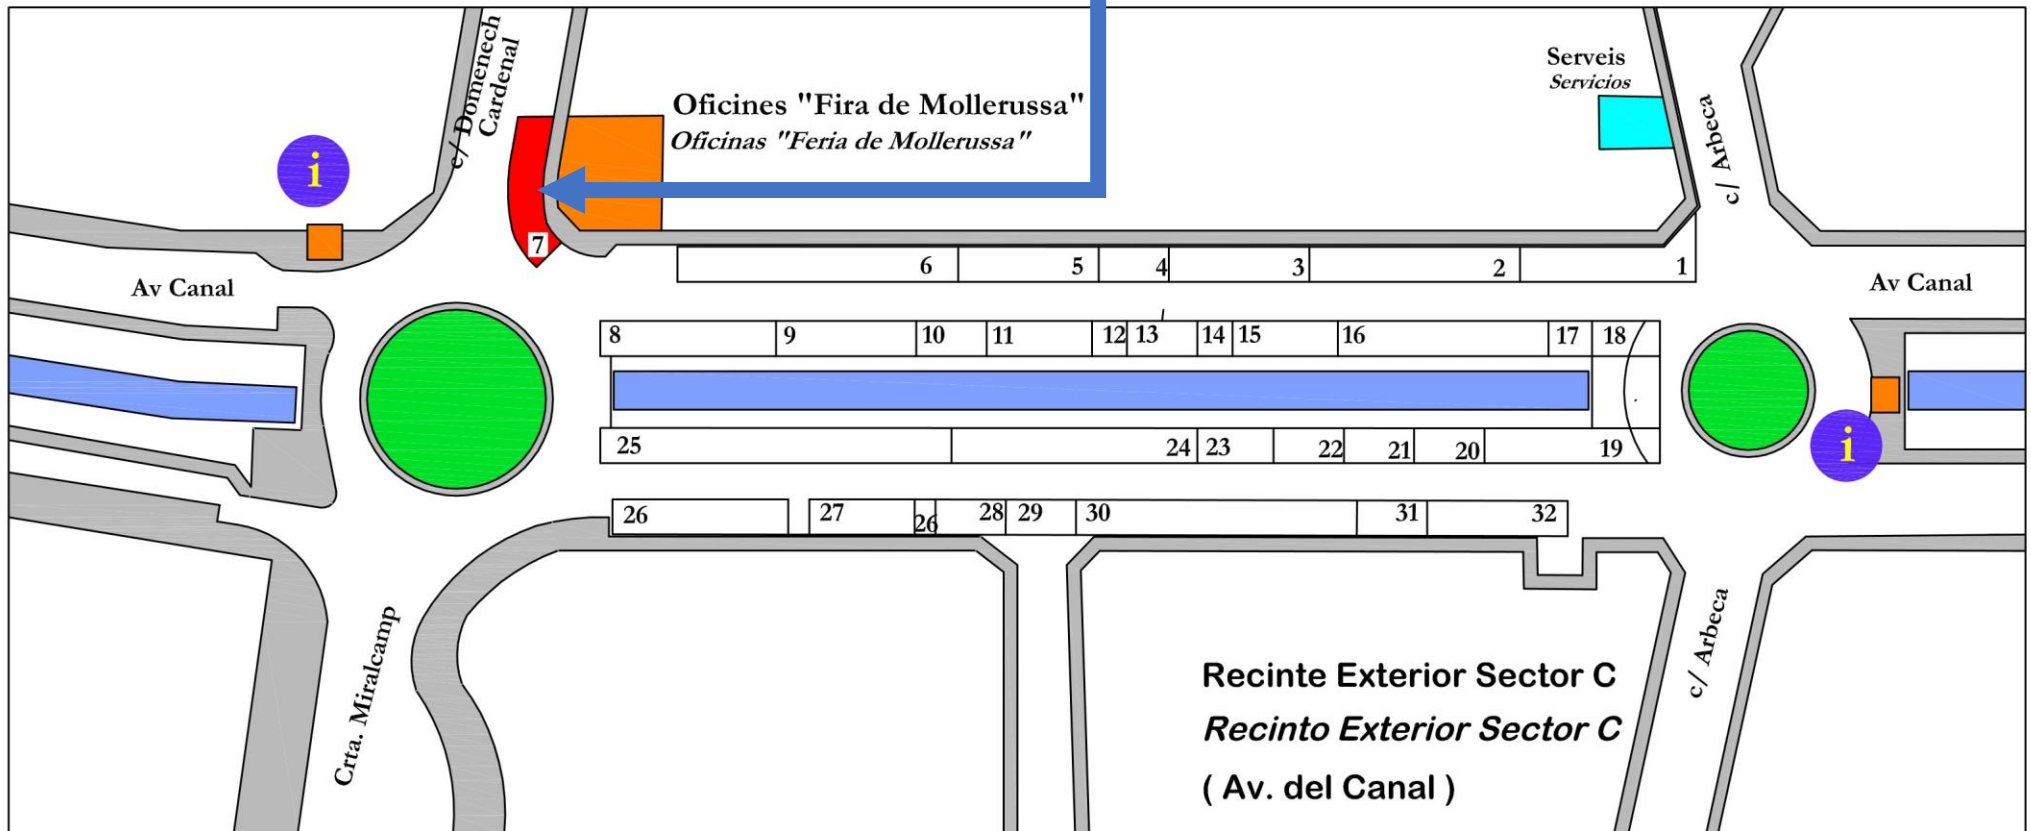 c/ Domenech
Cardenal
Oficines "Fira de Mollerussa"
Oficinas "Feria de Mollerussa"
Serveis
Servicios
c/ Arbeca
i
7
6 5 4 3 2 1
Av Canal
Av Canal
8 9 10 11 12 13 14 15 16 17 18
25 24 23 22 21 20 19
i
26 27 26 28 29 30 31 32
Crta. Miralcamp
c/ Arbeca
Recinte Exterior Sector C
Recinto Exterior Sector C
( Av. del Canal )